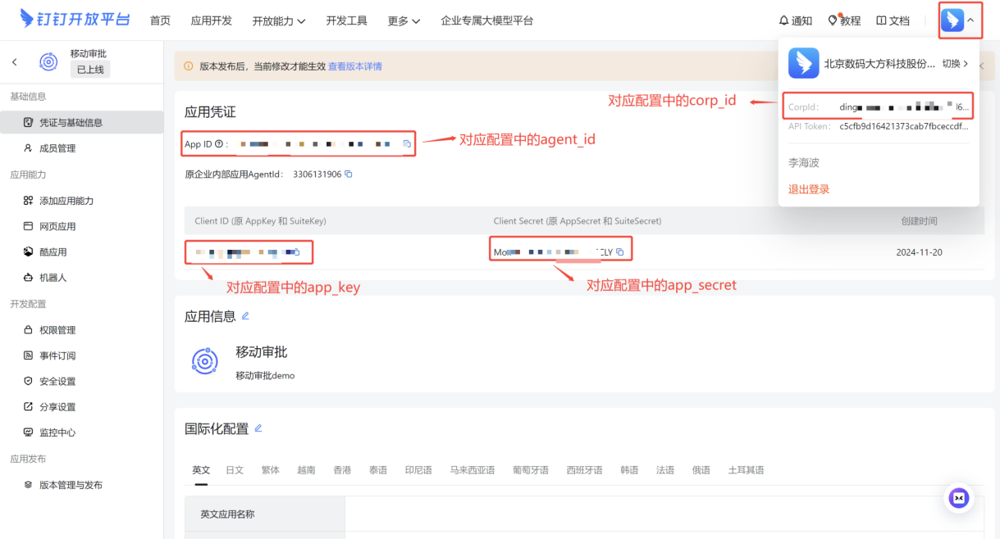 钉钉开放平台 首页 应用开发 开放能力 开发工具 更多 企业专属大模型平台 通知 教程 文档
移动审批
已上线
基础信息
凭证与基础信息
成员管理
应用能力
添加应用能力
网页应用
酷应用
机器人
开发配置
权限管理
事件订阅
安全设置
分享设置
监控中心
应用发布
版本管理与发布
版本发布后，当前修改才能生效 查看版本详情
北京数码大方科技股份... 切换
CorpId: ding l6...
API Token: c5cfb9d16421373cab7fbceccdf...
李海波
退出登录
对应配置中的corp_id
应用凭证
App ID :
对应配置中的agent_id
原企业内部应用AgentId: 3306131906
Client ID (原 AppKey 和 SuiteKey) Client Secret (原 AppSecret 和 SuiteSecret) 创建时间
2024-11-20
对应配置中的app_key
对应配置中的app_secret
应用信息
移动审批
移动审批demo
国际化配置
英文 日文 繁体 越南 香港 泰语 印尼语 马来西亚语 葡萄牙语 西班牙语 韩语 法语 俄语 土耳其语
英文应用名称